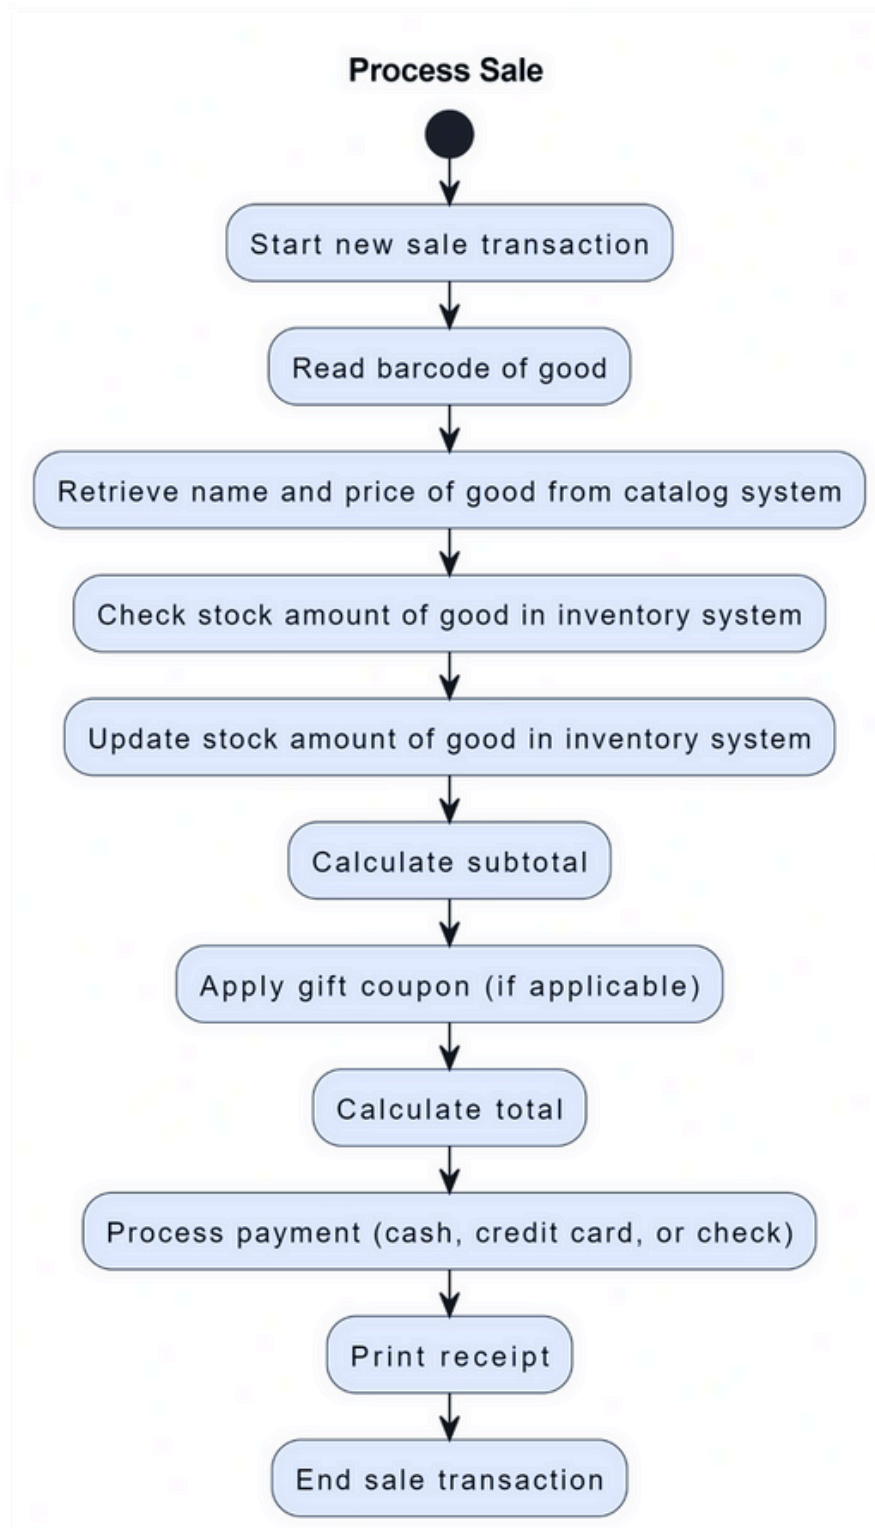 Process Sale
Start new sale transaction
Read barcode of good
Retrieve name and price of good from catalog system
Check stock amount of good in inventory system
Update stock amount of good in inventory system
Calculate subtotal
Apply gift coupon (if applicable)
Calculate total
Process payment (cash, credit card, or check)
Print receipt
End sale transaction